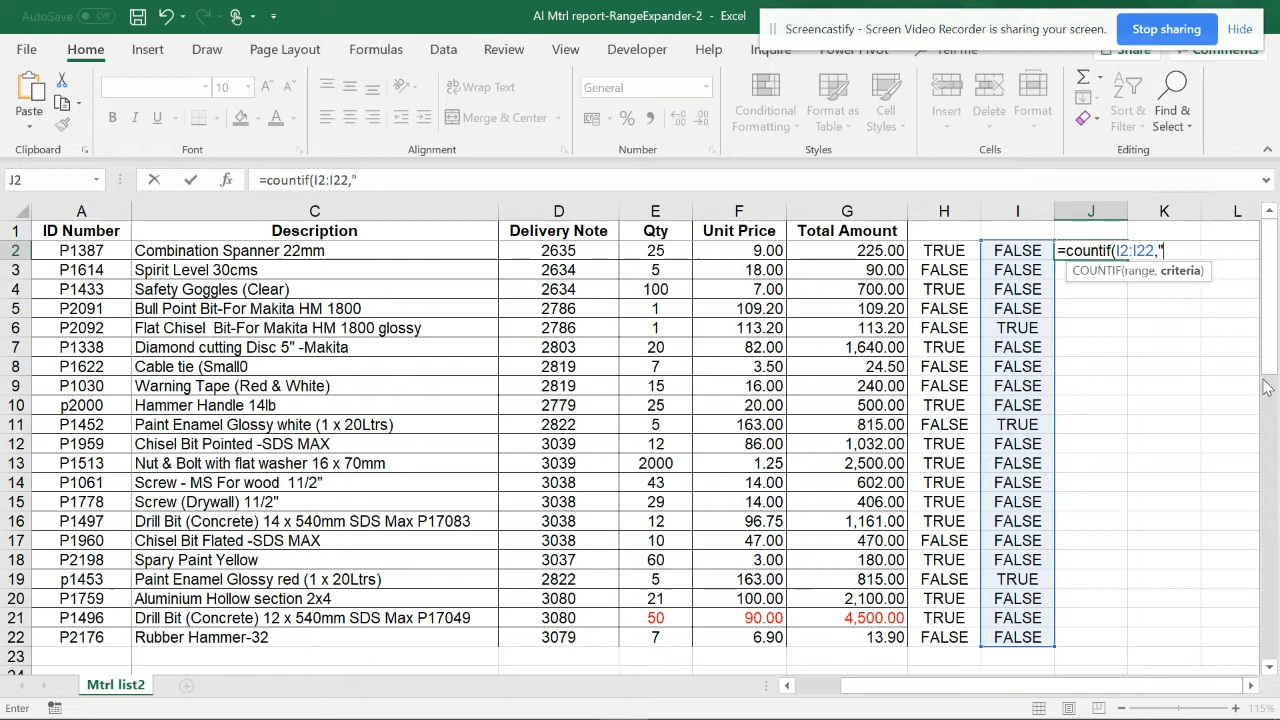 AutoSave Off AI Mtrl report-RangeExpander-2 - Excel
Screencastify - Screen Video Recorder is sharing your screen. Stop sharing Hide
File Home Insert Draw Page Layout Formulas Data Review View Developer Help
Paste 10 Wrap Text Merge & Center General Conditional Formatting Format as Table Cell Styles Insert Delete Format Sort & Filter Find & Select
Clipboard Font Alignment Number Styles Cells Editing
J2 fx =countif(I2:I22,"
A C D E F G H I J K L
1 ID Number Description Delivery Note Qty Unit Price Total Amount
2 P1387 Combination Spanner 22mm 2635 25 9.00 225.00 TRUE FALSE =countif(I2:I22,"
3 P1614 Spirit Level 30cms 2634 5 18.00 90.00 FALSE FALSE COUNTIF(range, criteria)
4 P1433 Safety Goggles (Clear) 2634 100 7.00 700.00 TRUE FALSE
5 P2091 Bull Point Bit-For Makita HM 1800 2786 1 109.20 109.20 FALSE FALSE
6 P2092 Flat Chisel Bit-For Makita HM 1800 glossy 2786 1 113.20 113.20 FALSE TRUE
7 P1338 Diamond cutting Disc 5" -Makita 2803 20 82.00 1,640.00 TRUE FALSE
8 P1622 Cable tie (Small0 2819 7 3.50 24.50 FALSE FALSE
9 P1030 Warning Tape (Red & White) 2819 15 16.00 240.00 FALSE FALSE
10 p2000 Hammer Handle 14lb 2779 25 20.00 500.00 TRUE FALSE
11 P1452 Paint Enamel Glossy white (1 x 20Ltrs) 2822 5 163.00 815.00 FALSE TRUE
12 P1959 Chisel Bit Pointed -SDS MAX 3039 12 86.00 1,032.00 TRUE FALSE
13 P1513 Nut & Bolt with flat washer 16 x 70mm 3039 2000 1.25 2,500.00 TRUE FALSE
14 P1061 Screw - MS For wood 11/2" 3038 43 14.00 602.00 TRUE FALSE
15 P1778 Screw (Drywall) 11/2" 3038 29 14.00 406.00 TRUE FALSE
16 P1497 Drill Bit (Concrete) 14 x 540mm SDS Max P17083 3038 12 96.75 1,161.00 TRUE FALSE
17 P1960 Chisel Bit Flated -SDS MAX 3038 10 47.00 470.00 FALSE FALSE
18 P2198 Spary Paint Yellow 3037 60 3.00 180.00 TRUE FALSE
19 p1453 Paint Enamel Glossy red (1 x 20Ltrs) 2822 5 163.00 815.00 FALSE TRUE
20 P1759 Aluminium Hollow section 2x4 3080 21 100.00 2,100.00 TRUE FALSE
21 P1496 Drill Bit (Concrete) 12 x 540mm SDS Max P17049 3080 50 90.00 4,500.00 TRUE FALSE
22 P2176 Rubber Hammer-32 3079 7 6.90 13.90 FALSE FALSE
23
Mtrl list2
Enter 115%